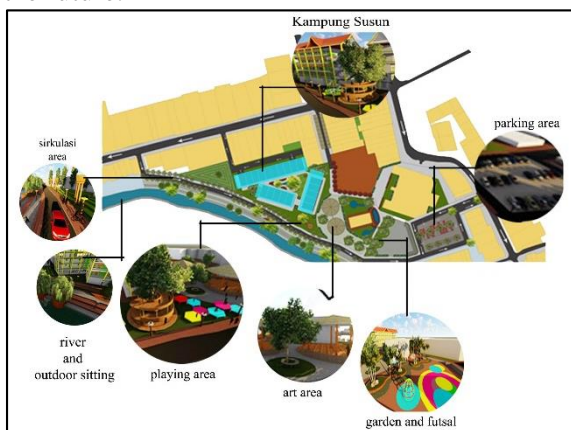 Kampung Susun
parking area
sirkulasi
area
river
and
outdoor sitting
playing area
art area
garden and futsal